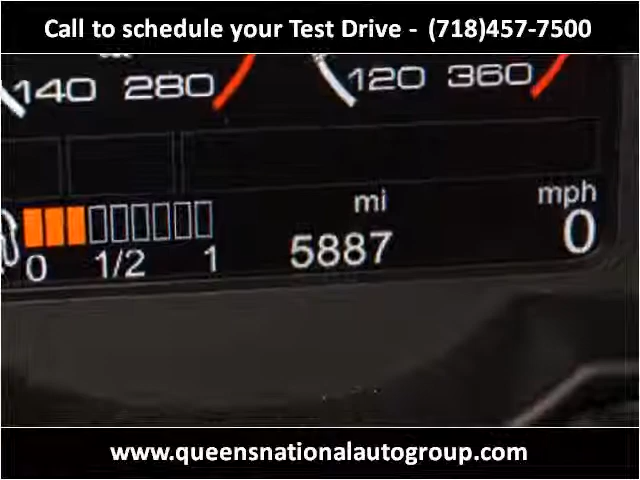 Call to schedule your Test Drive - (718)457-7500
140 280 120 360
mi mph
5887 0
0 1/2 1
www.queensnationalautogroup.com